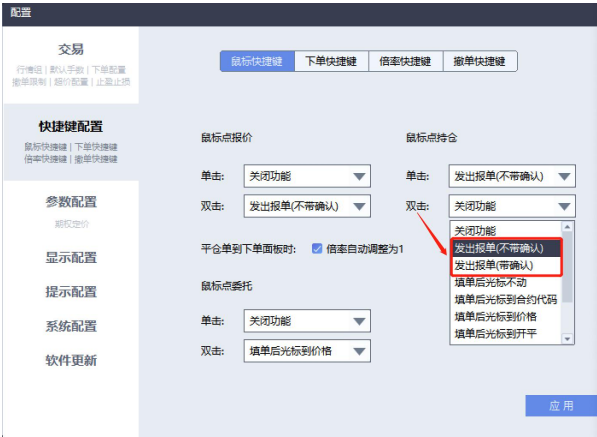 配置
交易
行情组 | 默认手数 | 下单配置
撤单限制 | 超价配置 | 止盈止损
快捷键配置
鼠标快捷键 | 下单快捷键
倍率快捷键 | 撤单快捷键
参数配置
期权定价
显示配置
提示配置
系统配置
软件更新
鼠标快捷键 下单快捷键 倍率快捷键 撤单快捷键
鼠标点报价 鼠标点持仓
单击: 关闭功能 单击: 发出报单(不带确认)
双击: 发出报单(不带确认) 双击: 关闭功能
关闭功能
平仓单到下单面板时: 倍率自动调整为1 发出报单(不带确认)
发出报单(带确认)
鼠标点委托 填单后光标不动
填单后光标到合约代码
单击: 关闭功能 填单后光标到价格
填单后光标到开平
双击: 填单后光标到价格
应用